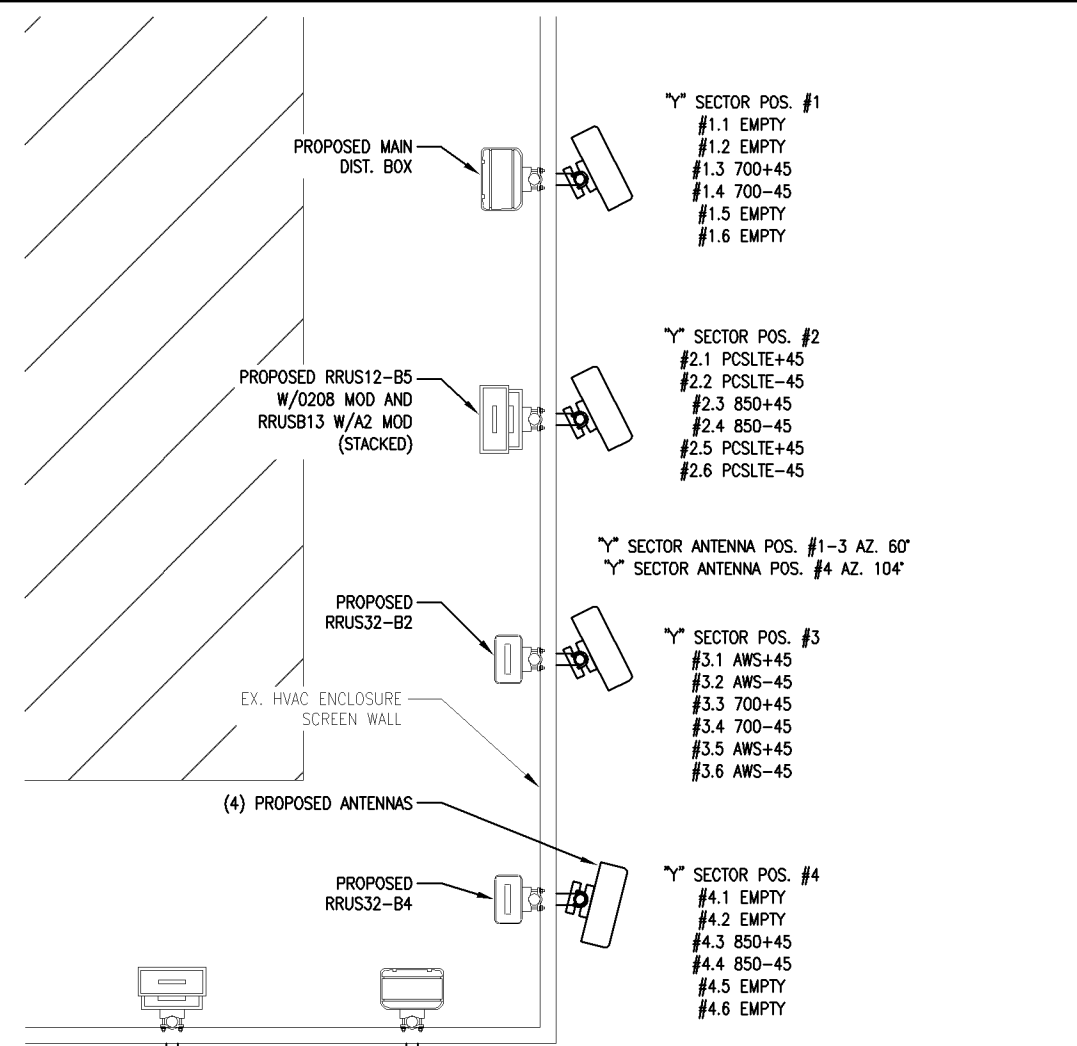 PROPOSED MAIN
DIST. BOX
"Y" SECTOR POS. #1
#1.1 EMPTY
#1.2 EMPTY
#1.3 700+45
#1.4 700-45
#1.5 EMPTY
#1.6 EMPTY
PROPOSED RRUS12-B5
W/0208 MOD AND
RRUSB13 W/A2 MOD
(STACKED)
"Y" SECTOR POS. #2
#2.1 PCSLTE+45
#2.2 PCSLTE-45
#2.3 850+45
#2.4 850-45
#2.5 PCSLTE+45
#2.6 PCSLTE-45
"Y" SECTOR ANTENNA POS. #1-3 AZ. 60°
"Y" SECTOR ANTENNA POS. #4 AZ. 104°
PROPOSED
RRUS32-B2
"Y" SECTOR POS. #3
#3.1 AWS+45
#3.2 AWS-45
#3.3 700+45
#3.4 700-45
#3.5 AWS+45
#3.6 AWS-45
EX. HVAC ENCLOSURE
SCREEN WALL
(4) PROPOSED ANTENNAS
PROPOSED
RRUS32-B4
"Y" SECTOR POS. #4
#4.1 EMPTY
#4.2 EMPTY
#4.3 850+45
#4.4 850-45
#4.5 EMPTY
#4.6 EMPTY